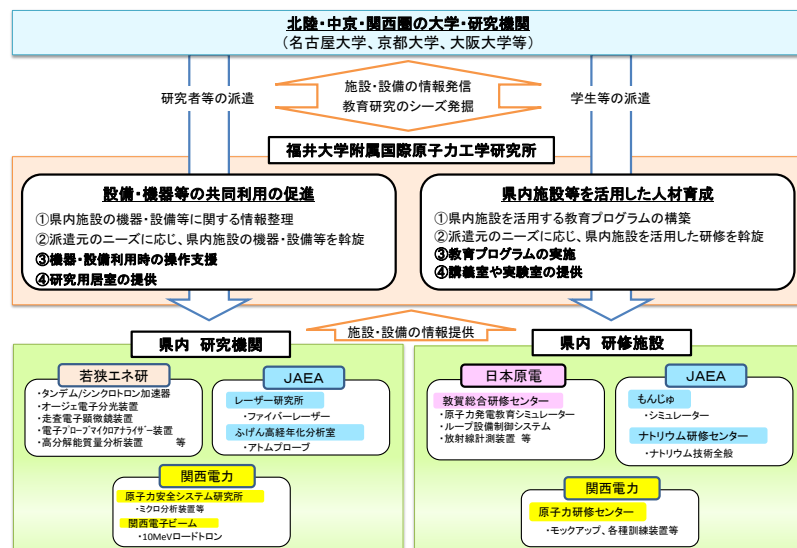 北陸・中京・関西圏の大学・研究機関
(名古屋大学、京都大学、大阪大学等)
施設・設備の情報発信
教育研究のシーズ発掘
研究者等の派遣
学生等の派遣
福井大学附属国際原子力工学研究所
設備・機器等の共同利用の促進
①県内施設の機器・設備等に関する情報整理
②派遣元のニーズに応じ、県内施設の機器・設備等を斡旋
③機器・設備利用時の操作支援
④研究用居室の提供
県内施設等を活用した人材育成
①県内施設を活用する教育プログラムの構築
②派遣元のニーズに応じ、県内施設を活用した研修を斡旋
③教育プログラムの実施
④講義室や実験室の提供
施設・設備の情報提供
県内 研究機関
若狭エネ研
・タンデム/シンクロトロン加速器
・オージェ電子分光装置
・走査電子顕微鏡装置
・電子プローブマイクロアナライザー装置
・高分解能質量分析装置 等
JAEA
レーザー研究所
・ファイバーレーザー
ふげん高経年化分析室
・アトムプローブ
関西電力
原子力安全システム研究所
・ミクロ分析装置等
関西電子ビーム
・10MeVロードトロン
県内 研修施設
日本原電
敦賀総合研修センター
・原子力発電教育シミュレーター
・ループ設備制御システム
・放射線計測装置 等
JAEA
もんじゅ
・シミュレーター
ナトリウム研修センター
・ナトリウム技術全般
関西電力
原子力研修センター
・モックアップ、各種訓練装置等